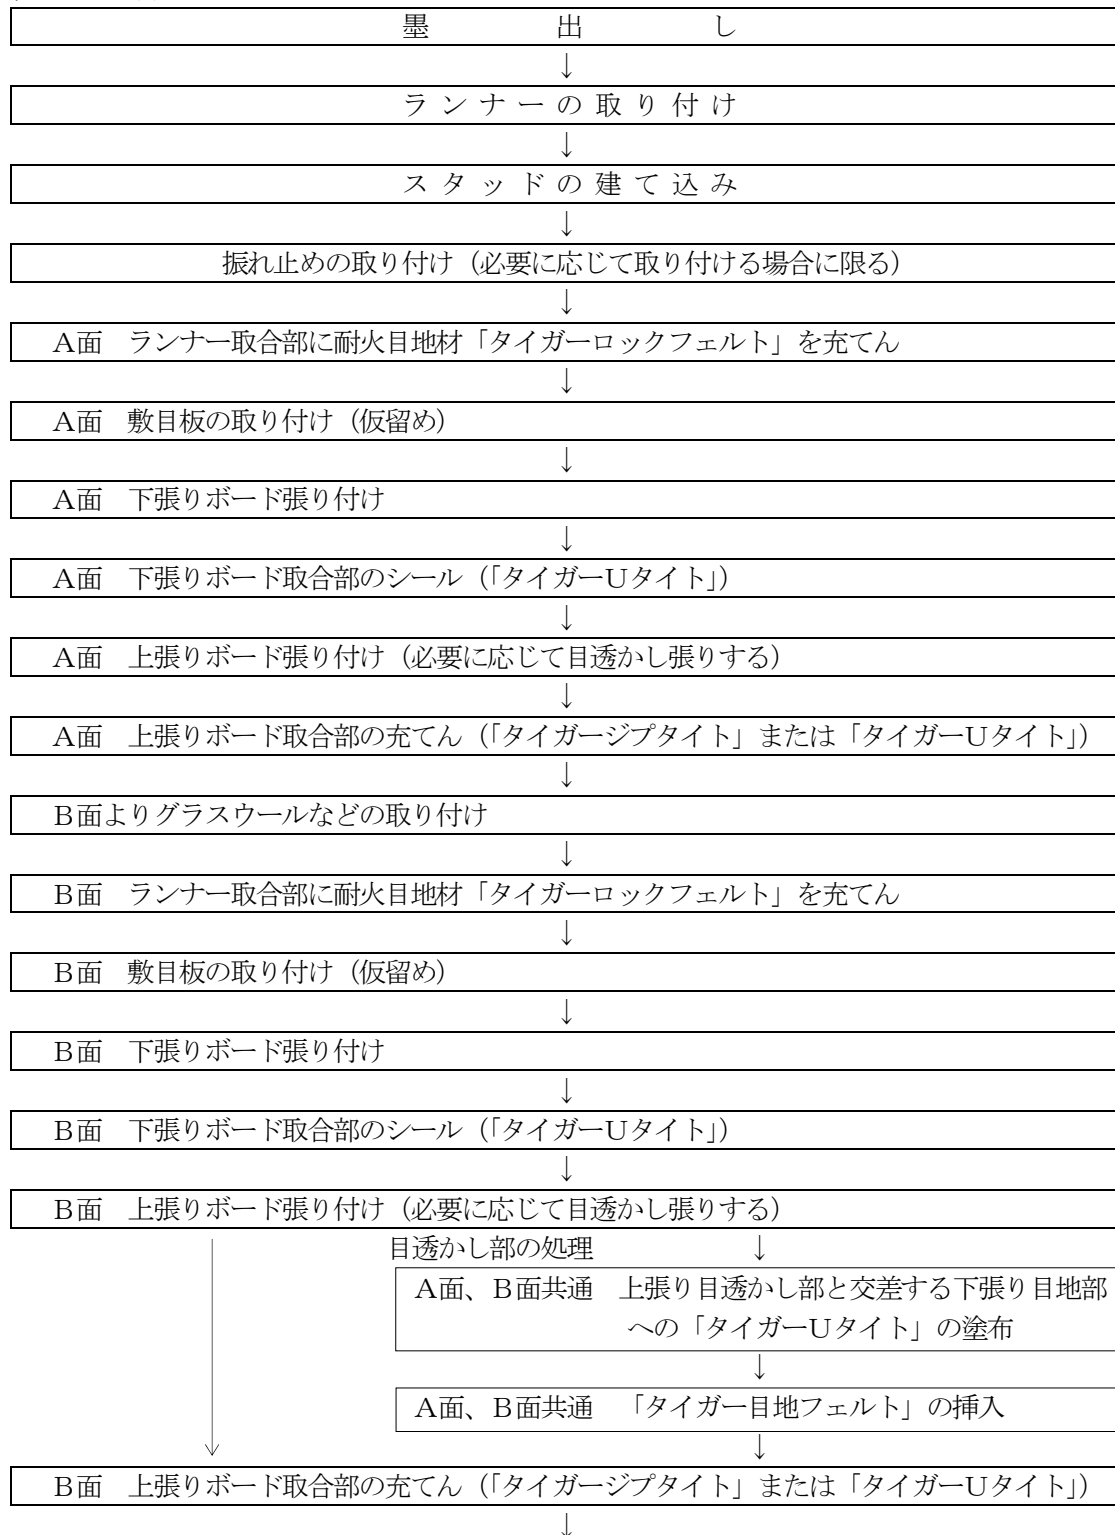 墨出し
↓
ランナーの取り付け
↓
スタッドの建て込み
↓
振れ止めの取り付け（必要に応じて取り付ける場合に限る）
↓
A面　ランナー取合部に耐火目地材「タイガーロックフェルト」を充てん
↓
A面　敷目板の取り付け（仮留め）
↓
A面　下張りボード張り付け
↓
A面　下張りボード取合部のシール（「タイガーUタイト」）
↓
A面　上張りボード張り付け（必要に応じて目透かし張りする）
↓
A面　上張りボード取合部の充てん（「タイガージプタイト」または「タイガーUタイト」）
↓
B面よりグラスウールなどの取り付け
↓
B面　ランナー取合部に耐火目地材「タイガーロックフェルト」を充てん
↓
B面　敷目板の取り付け（仮留め）
↓
B面　下張りボード張り付け
↓
B面　下張りボード取合部のシール（「タイガーUタイト」）
↓
B面　上張りボード張り付け（必要に応じて目透かし張りする）
目透かし部の処理　↓
A面、B面共通　上張り目透かし部と交差する下張り目地部
への「タイガーUタイト」の塗布
↓
A面、B面共通　「タイガー目地フェルト」の挿入
↓
B面　上張りボード取合部の充てん（「タイガージプタイト」または「タイガーUタイト」）
↓